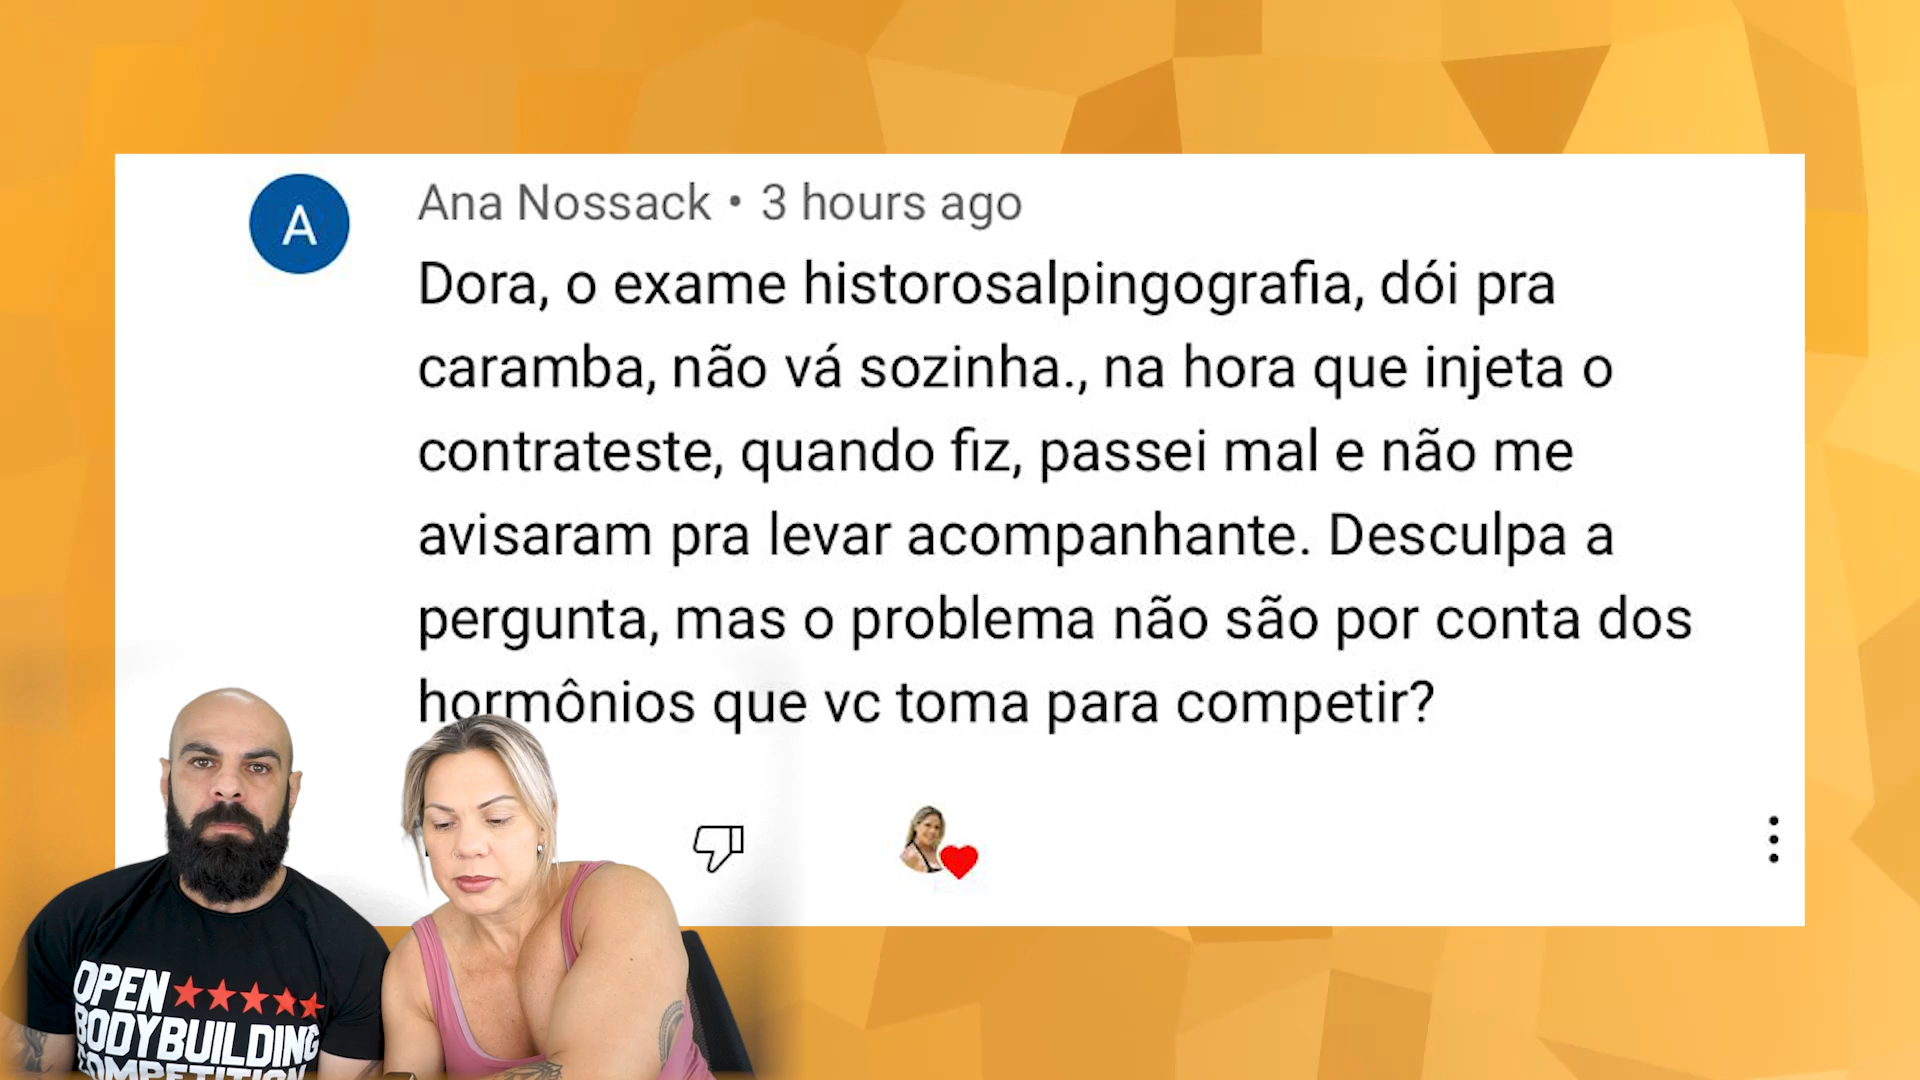 A
Ana Nossack • 3 hours ago
Dora, o exame historosalpingografia, dói pra
caramba, não vá sozinha., na hora que injeta o
contrateste, quando fiz, passei mal e não me
avisaram pra levar acompanhante. Desculpa a
pergunta, mas o problema não são por conta dos
hormônios que vc toma para competir?
OPEN ★★★★★
BODYBUILDING
COMPETITION